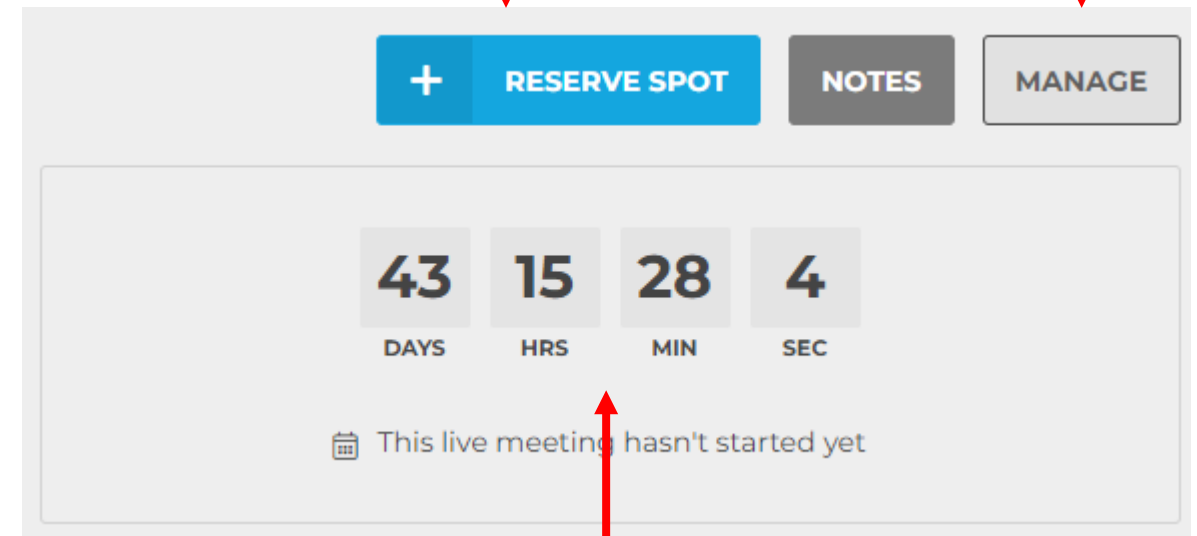 + RESERVE SPOT NOTES MANAGE
43 15 28 4
DAYS HRS MIN SEC
This live meeting hasn't started yet